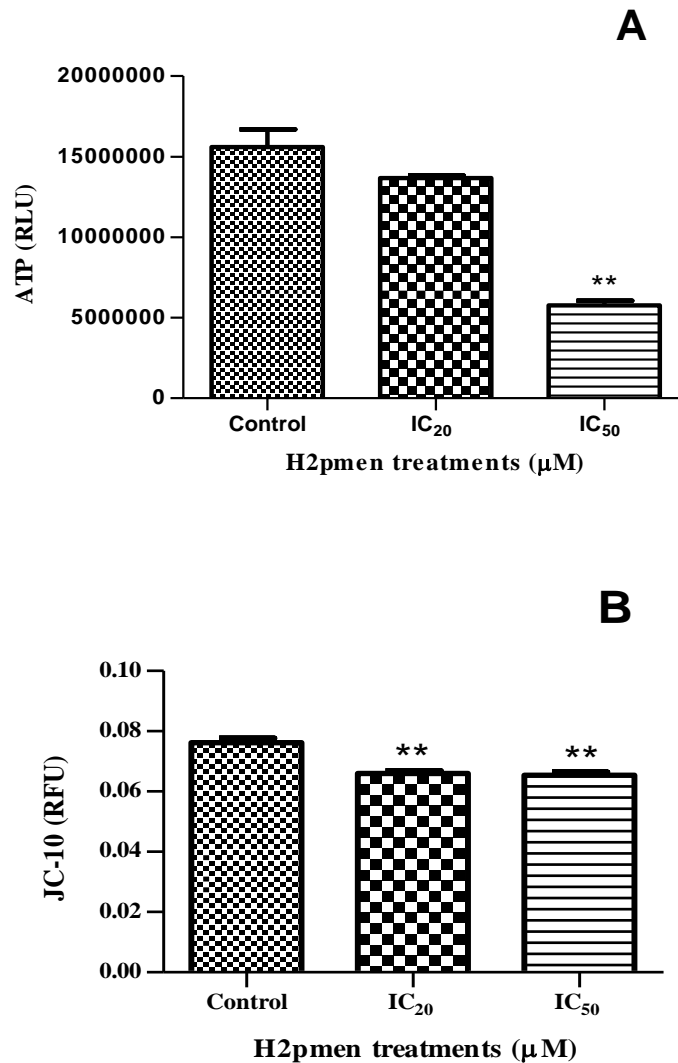 A
20000000
15000000
10000000
5000000
0
ATP (RLU)
**
Control IC20 IC50
H2pmen treatments (µM)
B
0.10
0.08
0.06
0.04
0.02
0.00
JC-10 (RFU)
** **
Control IC20 IC50
H2pmen treatments (µM)